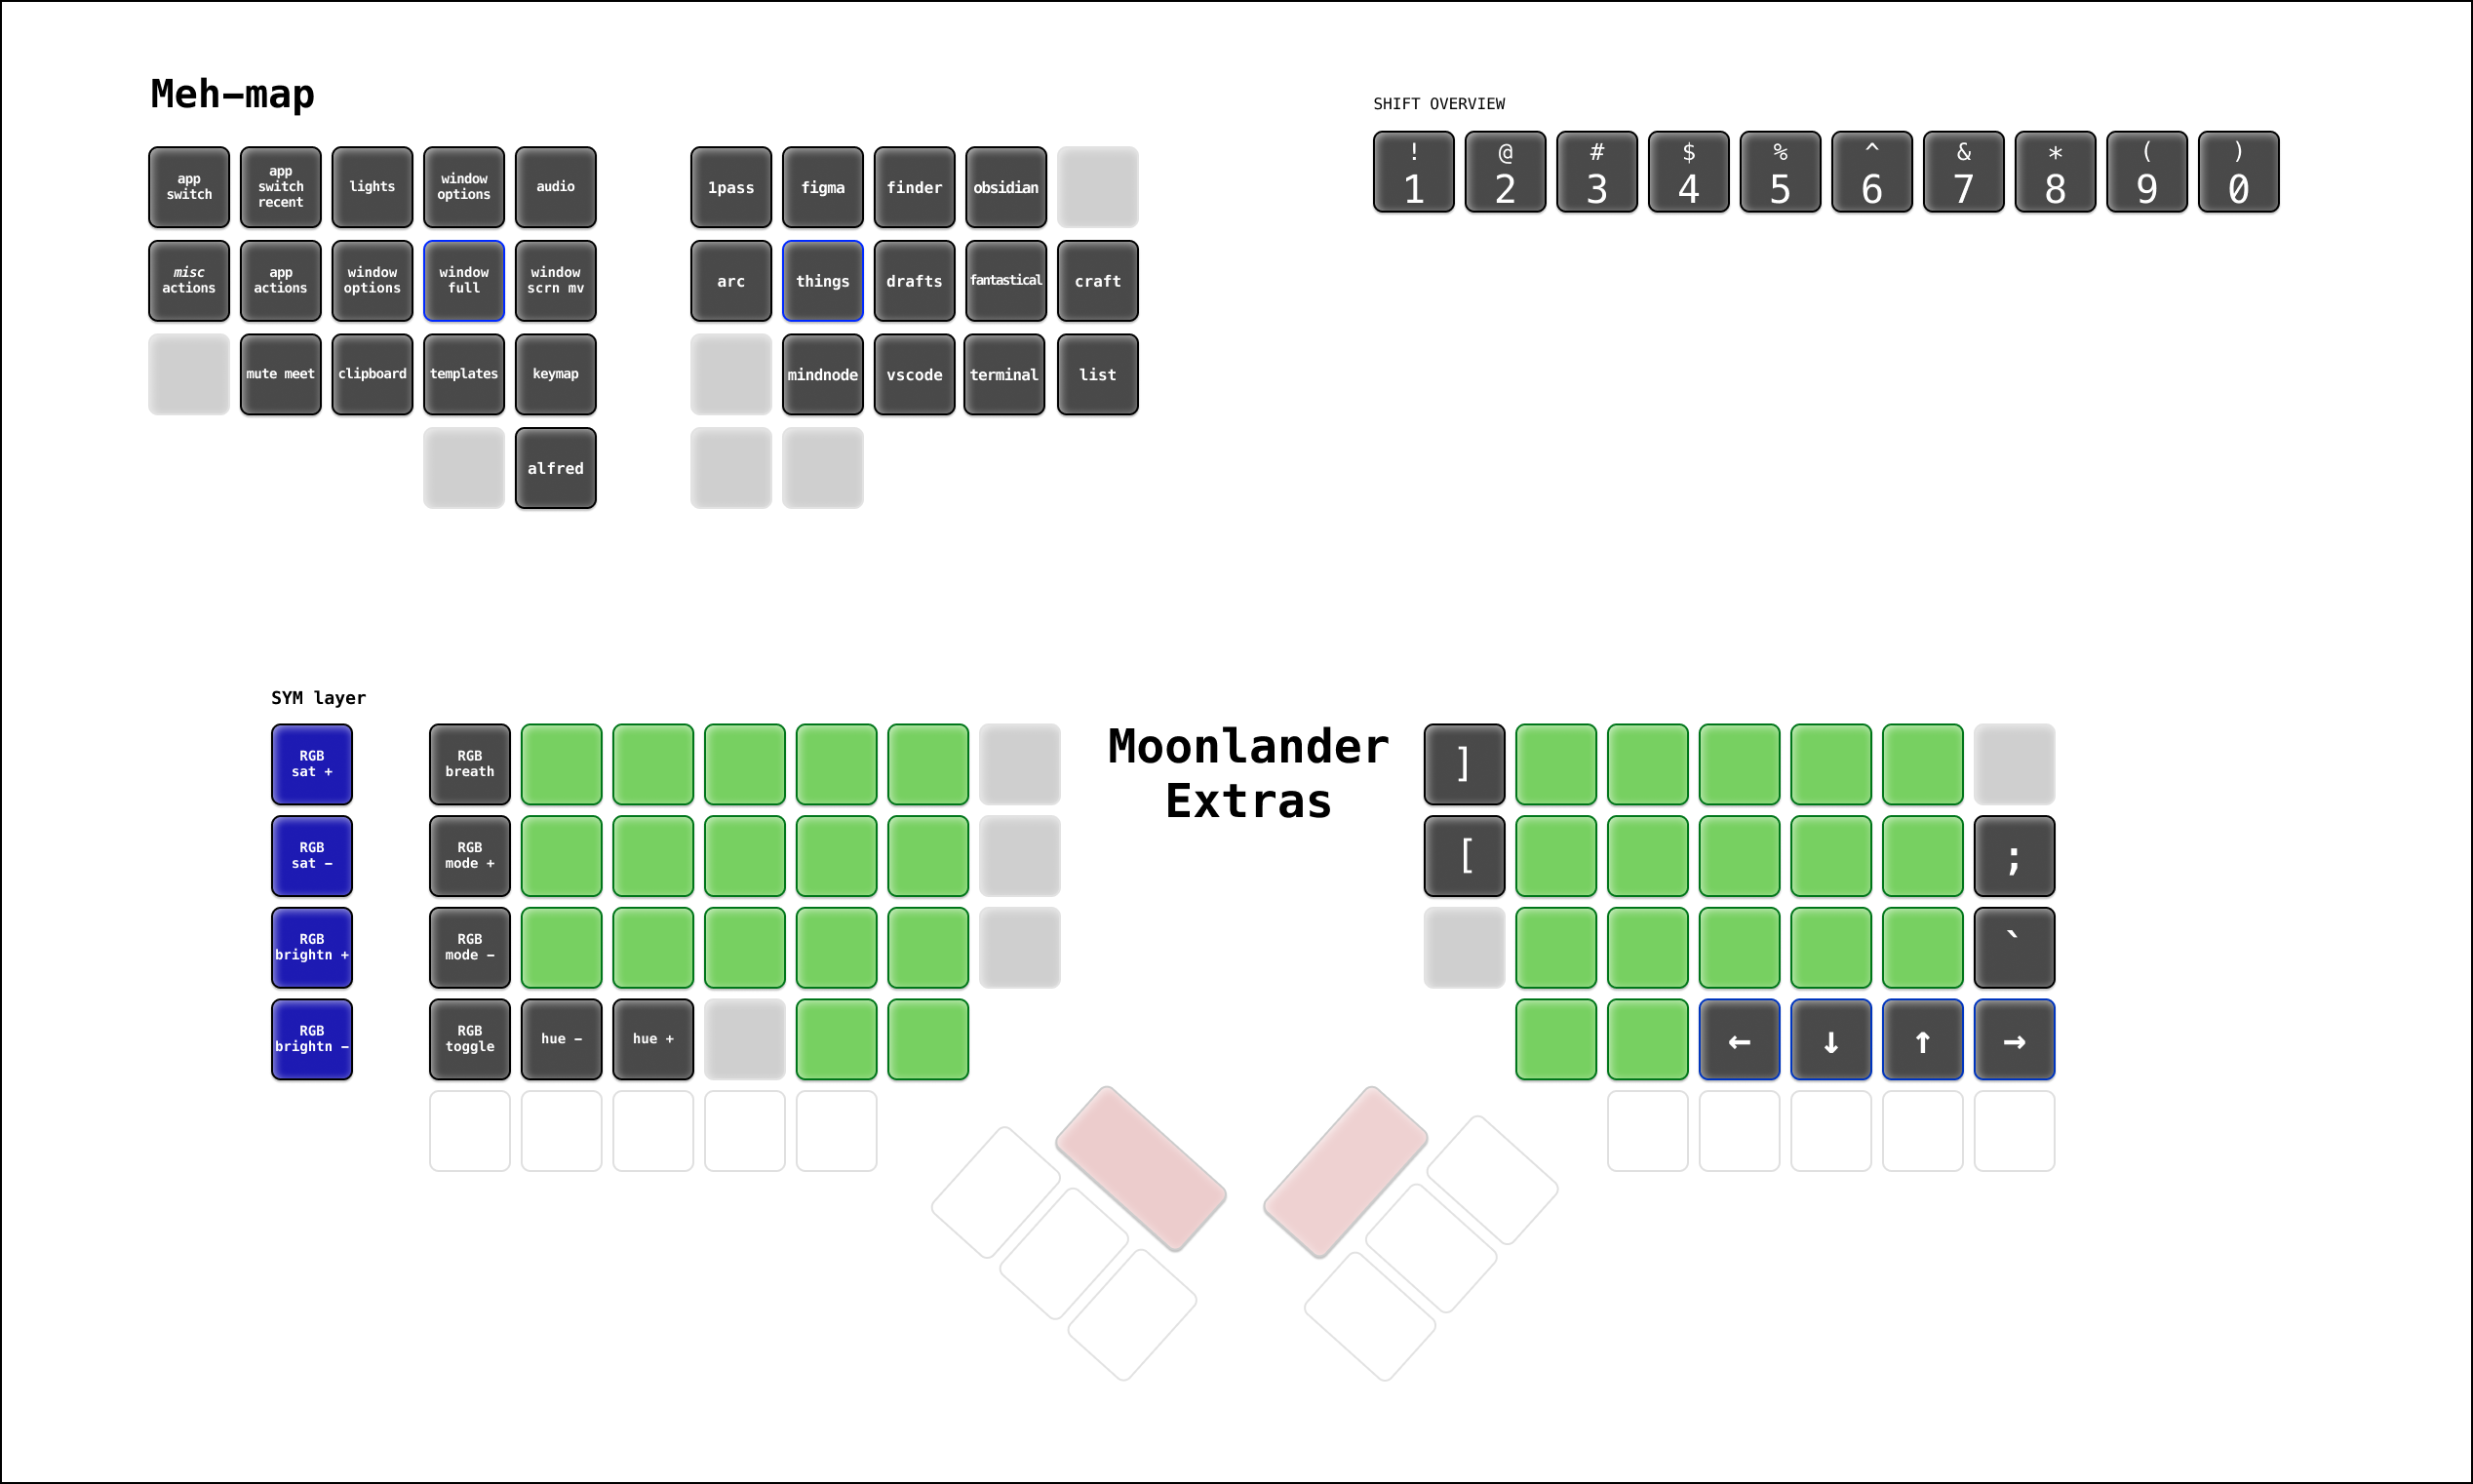 Meh-map
app
switch
app
switch
recent
lights
window
options
audio
1pass
figma
finder
obsidian
misc
actions
app
actions
window
options
window
full
window
scrn mv
arc
things
drafts
fantastical
craft
mute meet
clipboard
templates
keymap
mindnode
vscode
terminal
list
alfred
SHIFT OVERVIEW
! @ # $ % ^ & * ( )
1 2 3 4 5 6 7 8 9 0
SYM layer
RGB
sat +
RGB
sat −
RGB
brightn +
RGB
brightn −
RGB
breath
RGB
mode +
RGB
mode −
RGB
toggle
hue −
hue +
Moonlander
Extras
]
[
;
`
← ↓ ↑ →